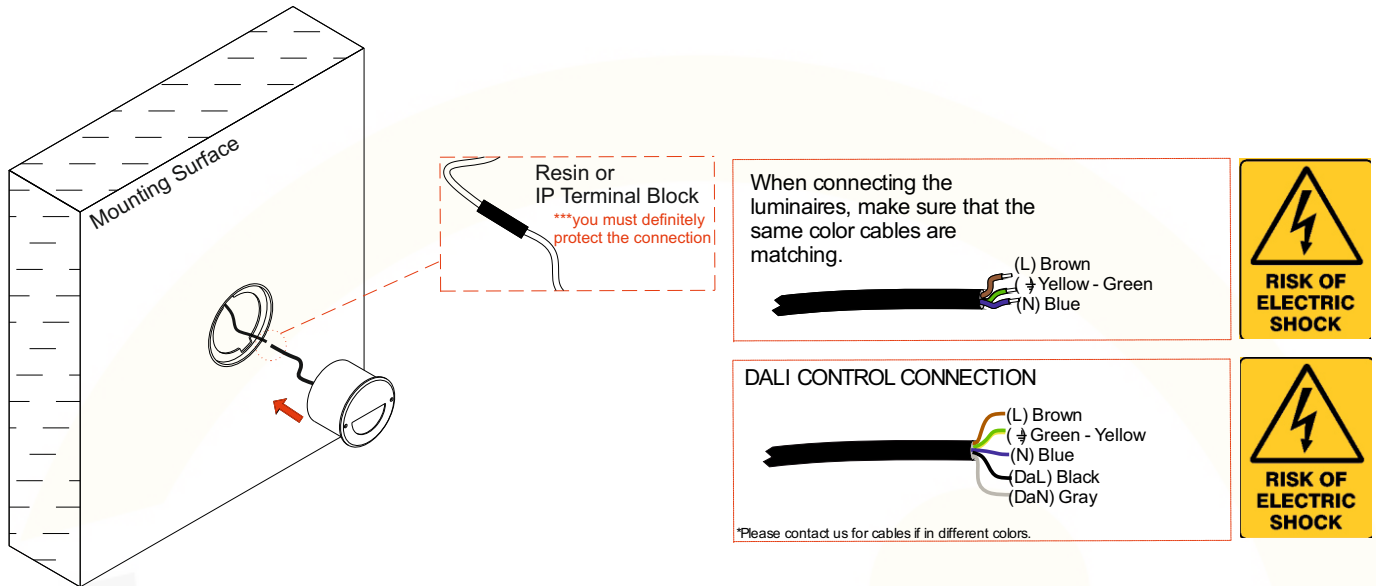 Mounting Surface
Resin or
IP Terminal Block
***you must definitely
protect the connection
When connecting the
luminaires, make sure that the
same color cables are
matching.
(L) Brown
(⏚Yellow - Green
(N) Blue
RISK OF
ELECTRIC
SHOCK
DALI CONTROL CONNECTION
(L) Brown
(⏚Green - Yellow
(N) Blue
(DaL) Black
(DaN) Gray
*Please contact us for cables if in different colors.
RISK OF
ELECTRIC
SHOCK